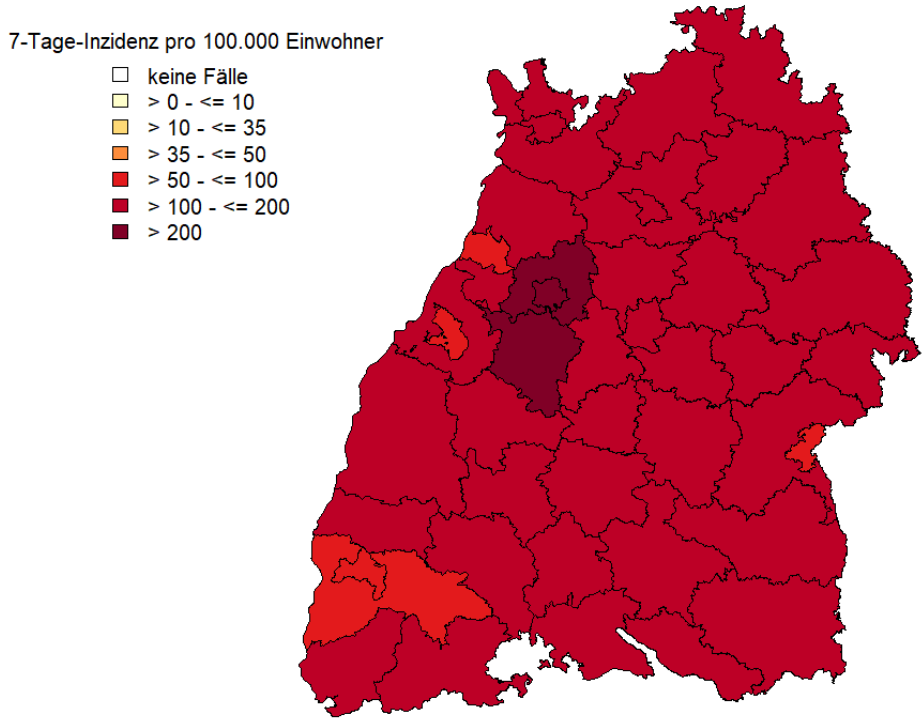 7-Tage-Inzidenz pro 100.000 Einwohner
keine Fälle
> 0 - <= 10
> 10 - <= 35
> 35 - <= 50
> 50 - <= 100
> 100 - <= 200
> 200